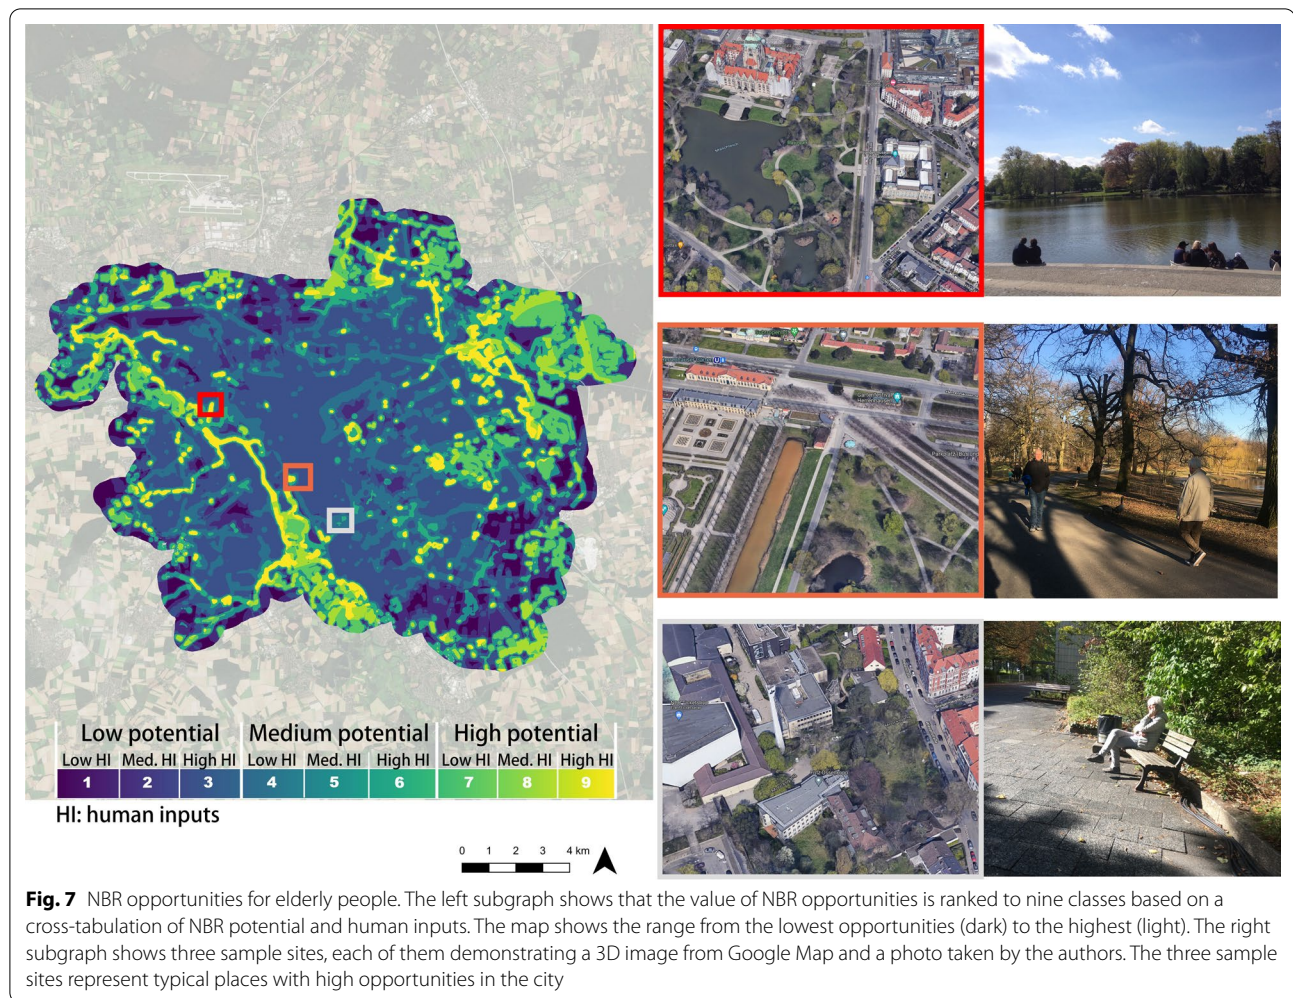 Low potential Medium potential High potential
Low HI Med. HI High HI Low HI Med. HI High HI Low HI Med. HI High HI
1 2 3 4 5 6 7 8 9
HI: human inputs
0 1 2 3 4 km
Fig. 7 NBR opportunities for elderly people. The left subgraph shows that the value of NBR opportunities is ranked to nine classes based on a
cross-tabulation of NBR potential and human inputs. The map shows the range from the lowest opportunities (dark) to the highest (light). The right
subgraph shows three sample sites, each of them demonstrating a 3D image from Google Map and a photo taken by the authors. The three sample
sites represent typical places with high opportunities in the city